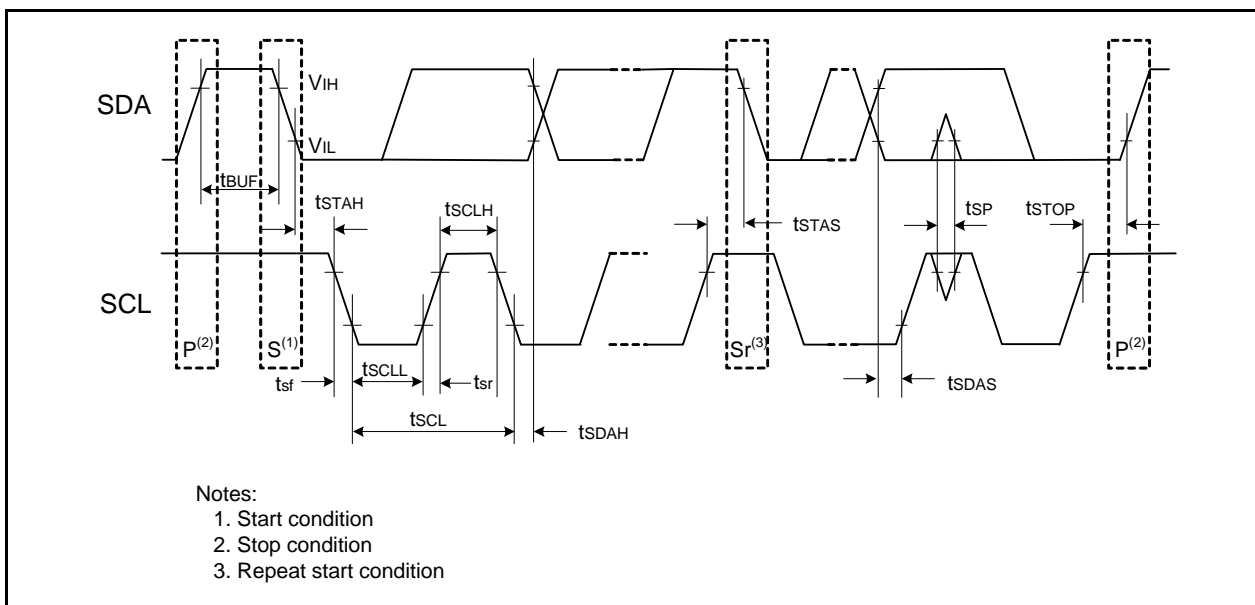 SDA
VIH
VIL
tBUF
tSTAH
tSCLH
tSTAS
tSP
tSTOP
SCL
P(2)
S(1)
Sr(3)
P(2)
tsf
tSCLL
tsr
tSDAS
tSCL
tSDAH
Notes:
1. Start condition
2. Stop condition
3. Repeat start condition